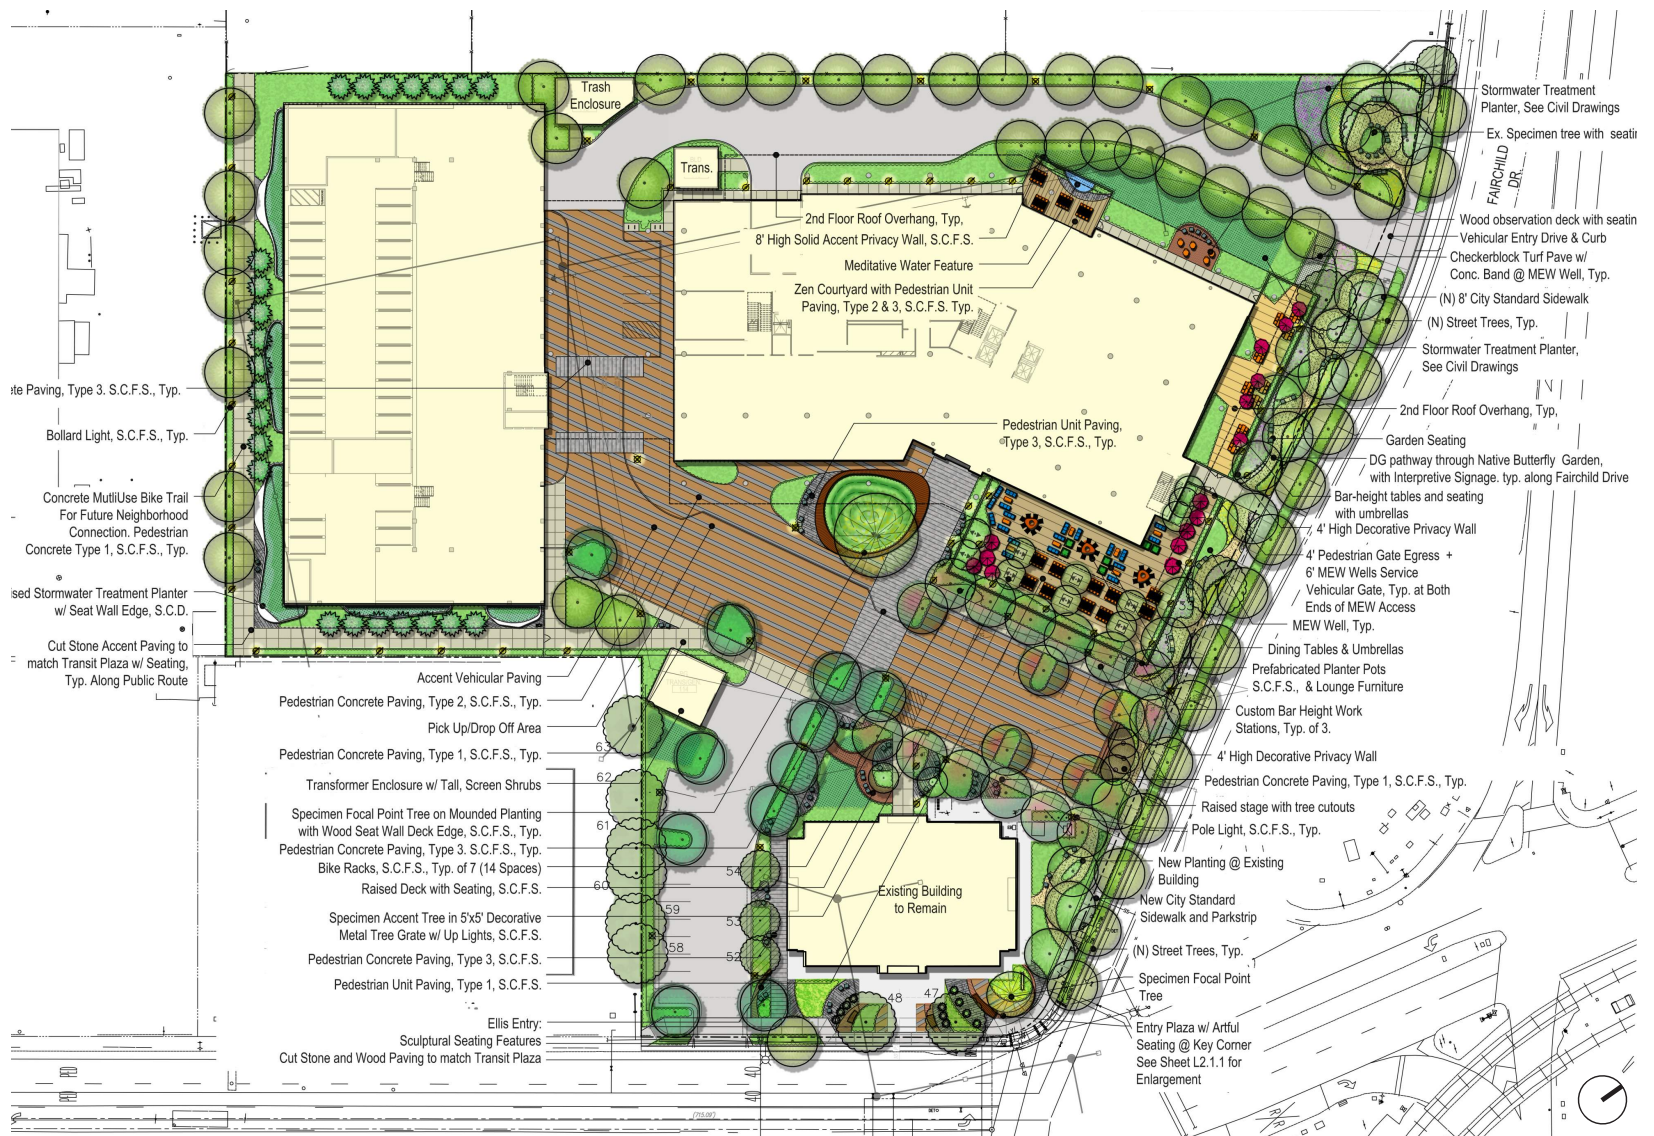 Trash
Enclosure
Trans.
2nd Floor Roof Overhang, Typ,
8' High Solid Accent Privacy Wall, S.C.F.S.
Meditative Water Feature
Zen Courtyard with Pedestrian Unit
Paving, Type 2 & 3, S.C.F.S. Typ.
Pedestrian Unit Paving,
Type 3, S.C.F.S., Typ.
Stormwater Treatment
Planter, See Civil Drawings
Ex. Specimen tree with seatin
FAIRCHILD
DR.
Wood observation deck with seatin
Vehicular Entry Drive & Curb
Checkerblock Turf Pave w/
Conc. Band @ MEW Well, Typ.
(N) 8' City Standard Sidewalk
(N) Street Trees, Typ.
Stormwater Treatment Planter,
See Civil Drawings
2nd Floor Roof Overhang, Typ,
Garden Seating
DG pathway through Native Butterfly Garden,
with Interpretive Signage. typ. along Fairchild Drive
Bar-height tables and seating
with umbrellas
4' High Decorative Privacy Wall
4' Pedestrian Gate Egress +
6' MEW Wells Service
Vehicular Gate, Typ. at Both
Ends of MEW Access
MEW Well, Typ.
Dining Tables & Umbrellas
Prefabricated Planter Pots
S.C.F.S., & Lounge Furniture
Custom Bar Height Work
Stations, Typ. of 3.
4' High Decorative Privacy Wall
Pedestrian Concrete Paving, Type 1, S.C.F.S., Typ.
Raised stage with tree cutouts
Pole Light, S.C.F.S., Typ.
New Planting @ Existing
Building
New City Standard
Sidewalk and Parkstrip
(N) Street Trees, Typ.
Specimen Focal Point
Tree
Entry Plaza w/ Artful
Seating @ Key Corner
See Sheet L2.1.1 for
Enlargement
ete Paving, Type 3. S.C.F.S., Typ.
Bollard Light, S.C.F.S., Typ.
Concrete MutliUse Bike Trail
For Future Neighborhood
Connection. Pedestrian
Concrete Type 1, S.C.F.S., Typ.
ised Stormwater Treatment Planter
w/ Seat Wall Edge, S.C.D.
Cut Stone Accent Paving to
match Transit Plaza w/ Seating,
Typ. Along Public Route
Accent Vehicular Paving
Pedestrian Concrete Paving, Type 2, S.C.F.S., Typ.
Pick Up/Drop Off Area
Pedestrian Concrete Paving, Type 1, S.C.F.S., Typ.
Transformer Enclosure w/ Tall, Screen Shrubs
Specimen Focal Point Tree on Mounded Planting
with Wood Seat Wall Deck Edge, S.C.F.S., Typ.
Pedestrian Concrete Paving, Type 3. S.C.F.S., Typ.
Bike Racks, S.C.F.S., Typ. of 7 (14 Spaces)
Raised Deck with Seating, S.C.F.S.
Specimen Accent Tree in 5'x5' Decorative
Metal Tree Grate w/ Up Lights, S.C.F.S.
Pedestrian Concrete Paving, Type 3, S.C.F.S.
Pedestrian Unit Paving, Type 1, S.C.F.S.
Ellis Entry:
Sculptural Seating Features
Cut Stone and Wood Paving to match Transit Plaza
Existing Building
to Remain
63
62
61
60
59
58
54
53
52
48
47
40
(715.09')